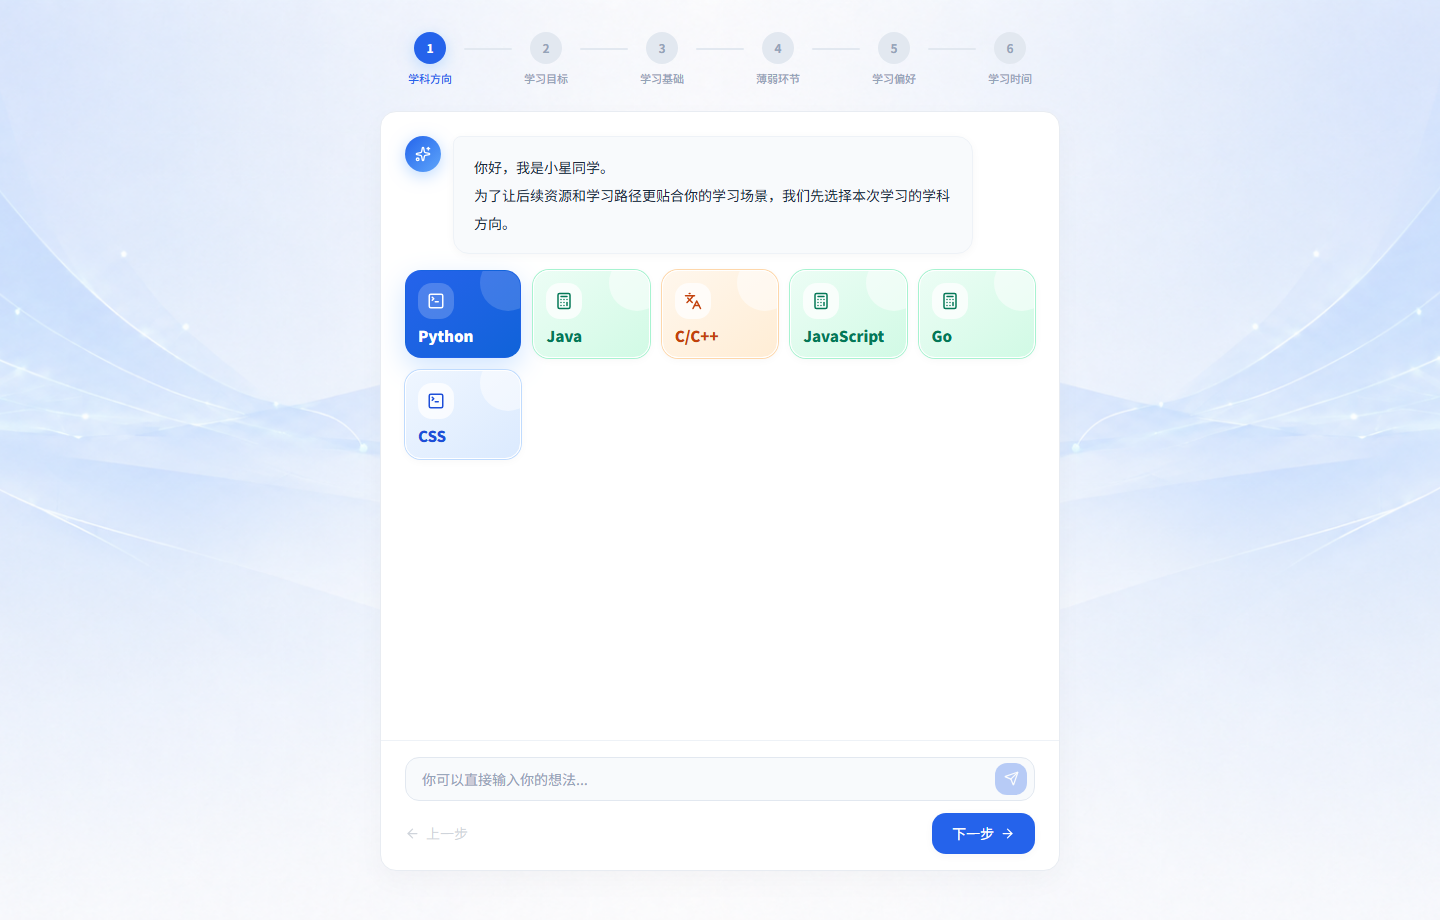 1
2
3
4
5
6
学科方向
学习目标
学习基础
薄弱环节
学习偏好
学习时间
你好，我是小星同学。
为了让后续资源和学习路径更贴合你的学习场景，我们先选择本次学习的学科
方向。
Python
Java
C/C++
JavaScript
Go
CSS
你可以直接输入你的想法...
上一步
下一步